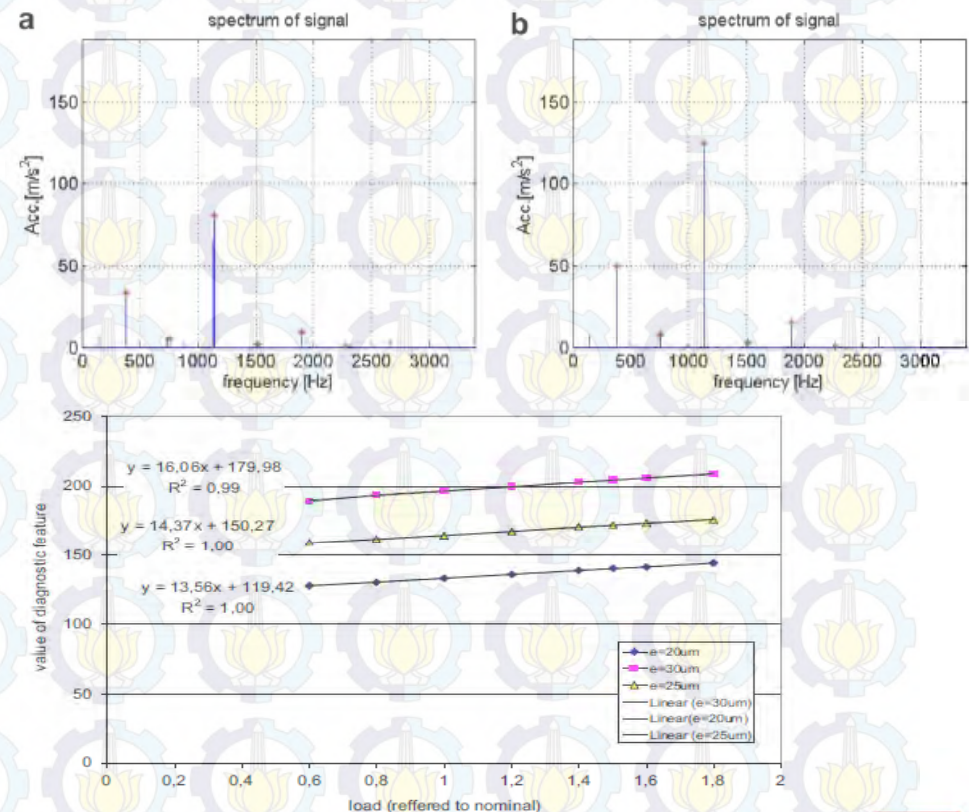 a
spectrum of signal
Acc.[m/s²]
150
100
50
0
0 500 1000 1500 2000 2500 3000
frequency [Hz]
b
spectrum of signal
Acc.[m/s²]
150
100
50
0
0 500 1000 1500 2000 2500 3000
frequency [Hz]
value of diagnostic feature
250
200
150
100
50
0
y = 16,06x + 179,98
R² = 0,99
y = 14,37x + 150,27
R² = 1,00
y = 13,56x + 119,42
R² = 1,00
e=20um
e=30um
e=25um
Linear (e=30um)
Linear(e=20um)
Linear (e=25um)
0 0,2 0,4 0,6 0,8 1 1,2 1,4 1,6 1,8 2
load (reffered to nominal)